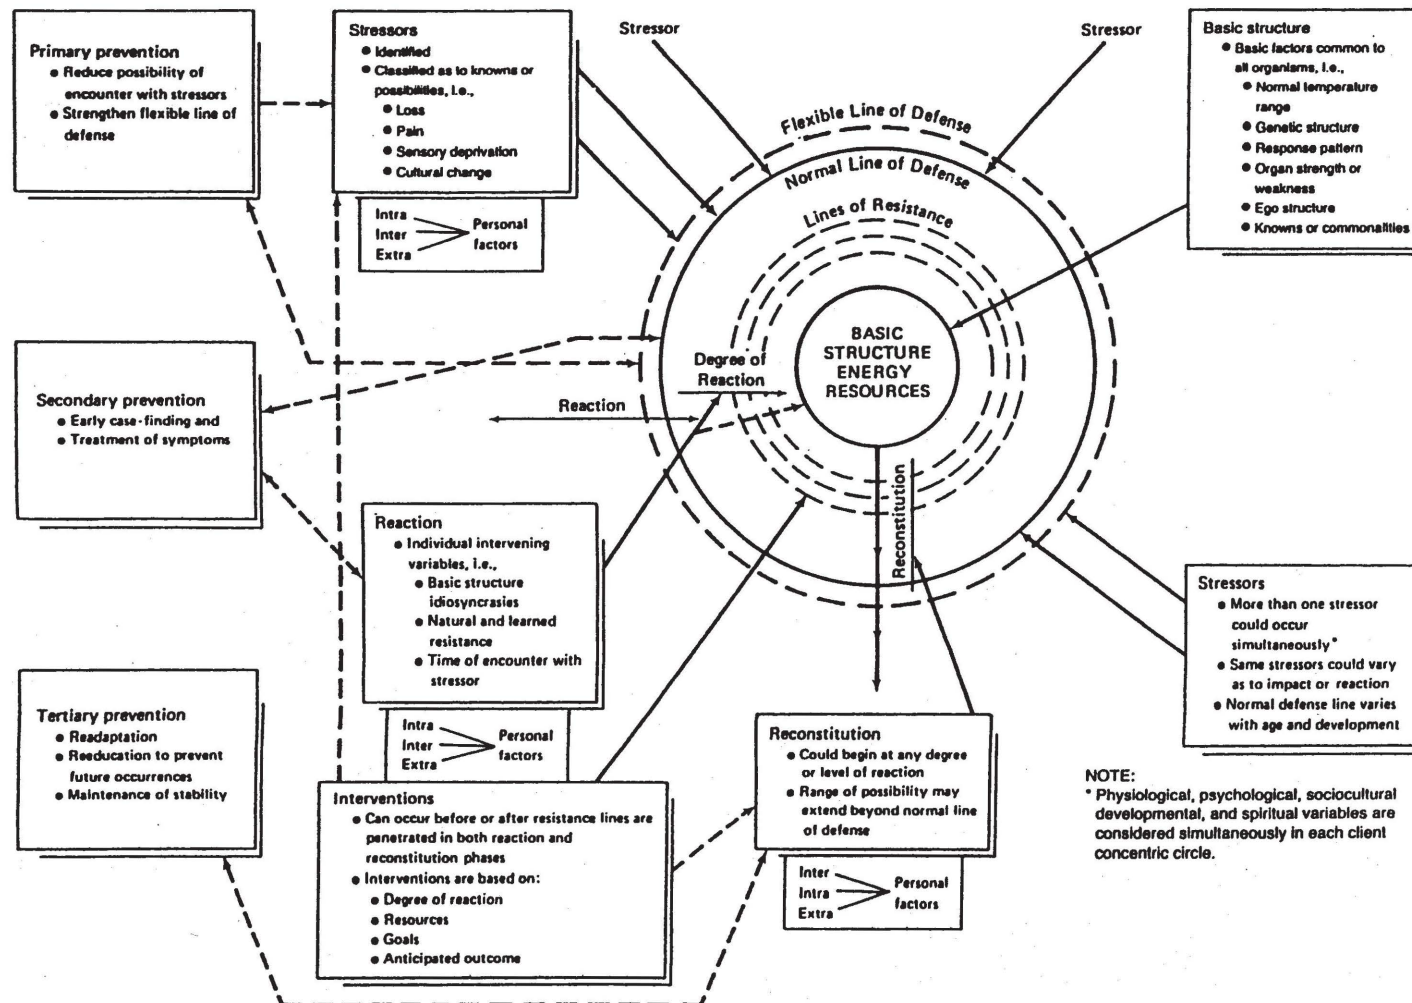 Primary prevention
● Reduce possibility of
encounter with stressors
● Strengthen flexible line of
defense
Stressors
● Identified
● Classified as to knowns or
possibilities, i.e.,
● Loss
● Pain
● Sensory deprivation
● Cultural change
Intra
Inter
Extra
Personal
factors
Stressor
Stressor
Basic structure
● Basic factors common to
all organisms, i.e.,
● Normal temperature
range
● Genetic structure
● Response pattern
● Organ strength or
weakness
● Ego structure
● Knowns or commonalities
Flexible Line of Defense
Normal Line of Defense
Lines of Resistance
BASIC
STRUCTURE
ENERGY
RESOURCES
Degree of
Reaction
Reaction
Reconstitution
Secondary prevention
● Early case-finding and
● Treatment of symptoms
Reaction
● Individual intervening
variables, i.e.,
● Basic structure
idiosyncrasies
● Natural and learned
resistance
● Time of encounter with
stressor
Intra
Inter
Extra
Personal
factors
Stressors
● More than one stressor
could occur
simultaneously*
● Same stressors could vary
as to impact or reaction
● Normal defense line varies
with age and development
Tertiary prevention
● Readaptation
● Reeducation to prevent
future occurrences
● Maintenance of stability
Interventions
● Can occur before or after resistance lines are
penetrated in both reaction and
reconstitution phases
● Interventions are based on:
● Degree of reaction
● Resources
● Goals
● Anticipated outcome
Reconstitution
● Could begin at any degree
or level of reaction
● Range of possibility may
extend beyond normal line
of defense
Inter
Intra
Extra
Personal
factors
NOTE:
* Physiological, psychological, sociocultural
developmental, and spiritual variables are
considered simultaneously in each client
concentric circle.